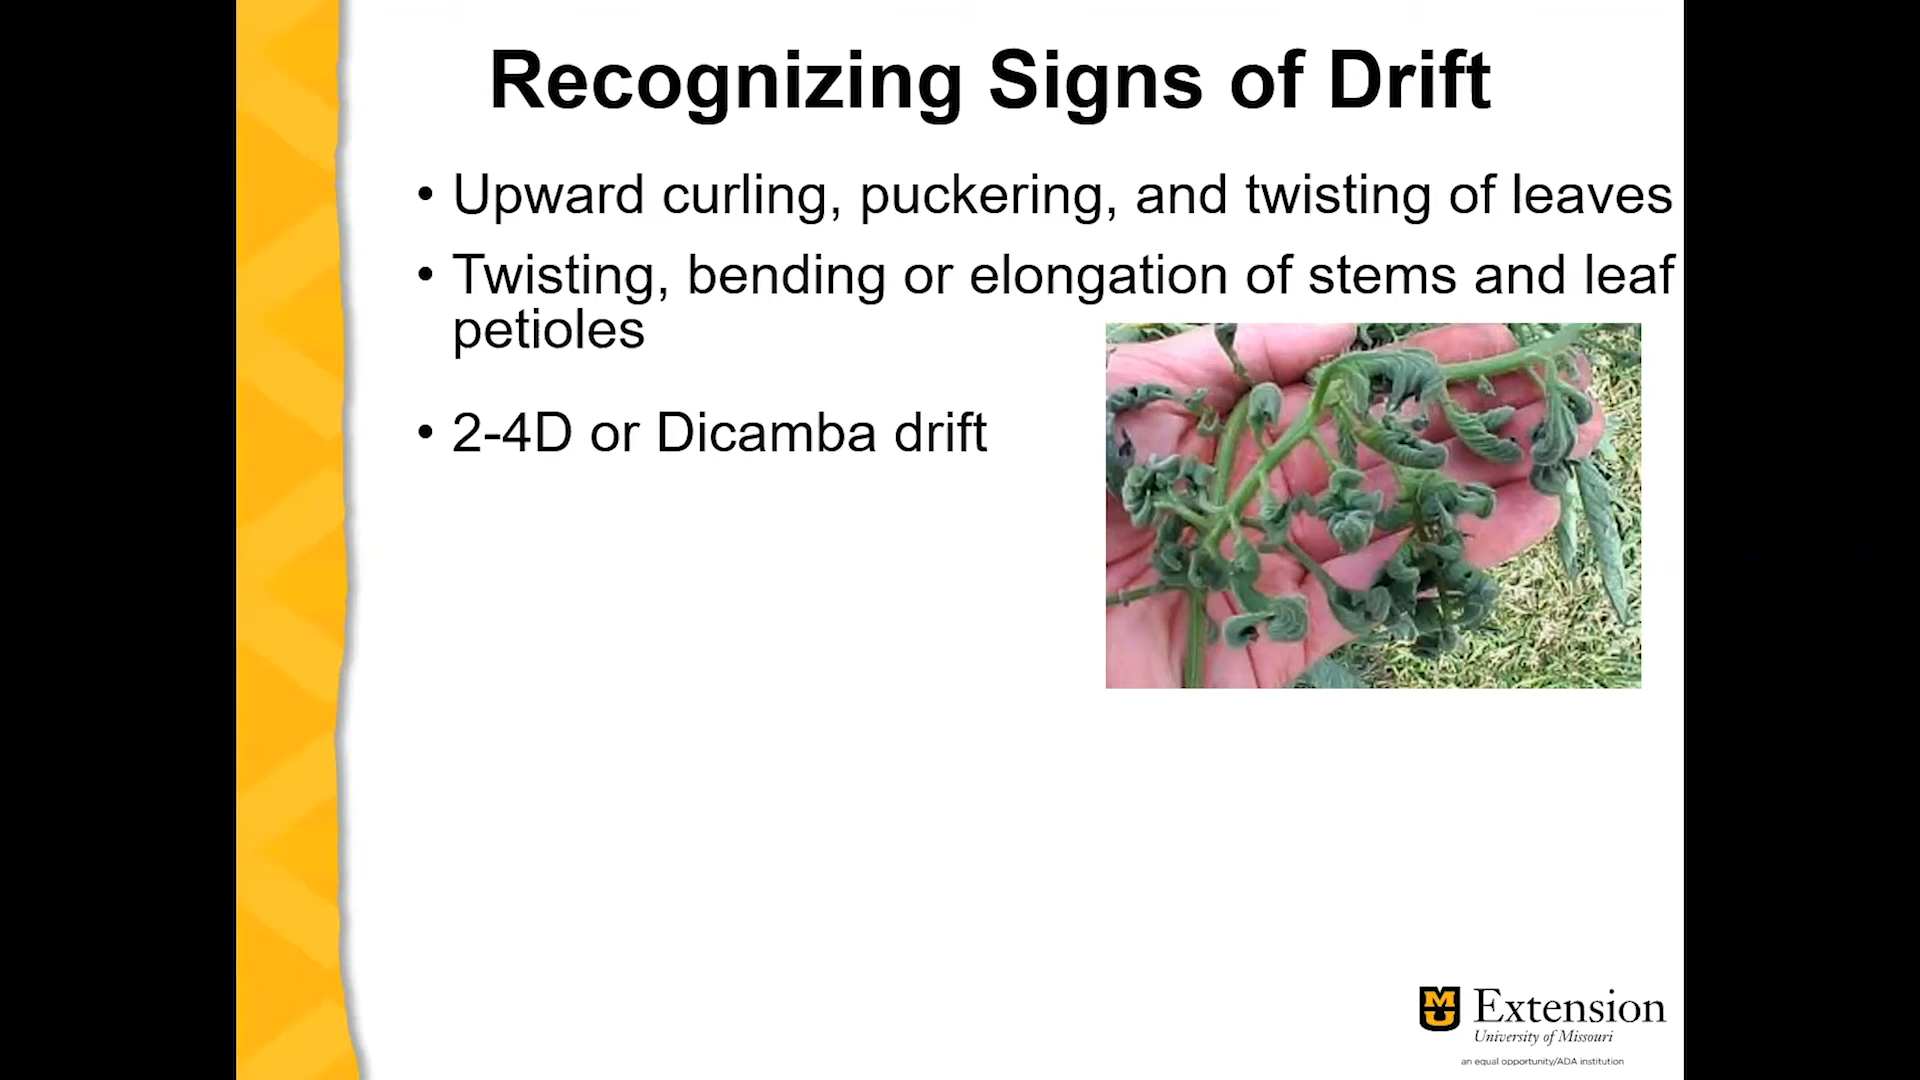 Recognizing Signs of Drift
• Upward curling, puckering, and twisting of leaves
• Twisting, bending or elongation of stems and leaf
petioles
• 2-4D or Dicamba drift
MU
Extension
University of Missouri
an equal opportunity/ADA institution